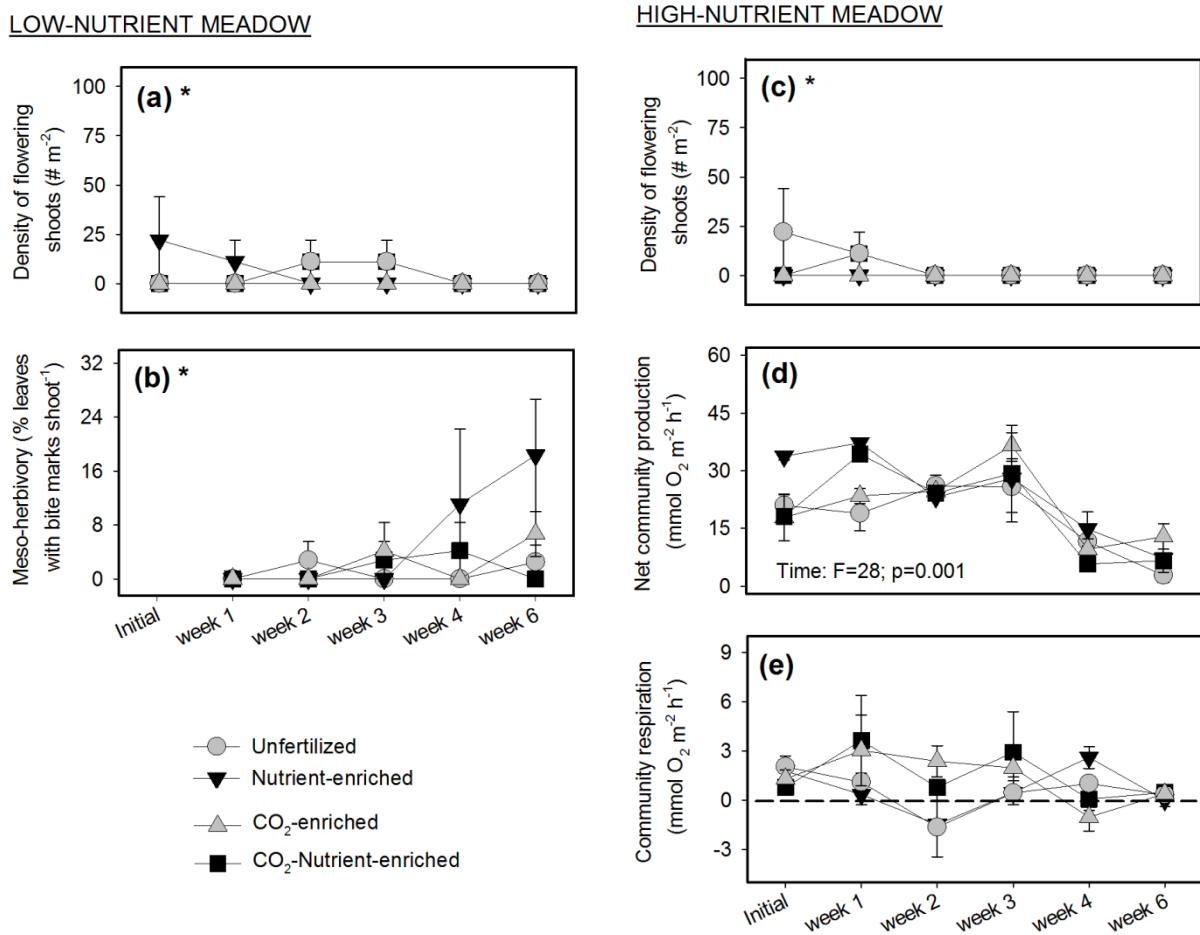 LOW-NUTRIENT MEADOW
(a) *
Density of flowering
shoots (# m-2)
100
75
50
25
0
(b) *
Meso-herbivory (% leaves
with bite marks shoot-1)
32
24
16
8
0
Initial
week 1
week 2
week 3
week 4
week 6
Unfertilized
Nutrient-enriched
CO2-enriched
CO2-Nutrient-enriched
HIGH-NUTRIENT MEADOW
(c) *
Density of flowering
shoots (# m-2)
100
75
50
25
0
(d)
Net community production
(mmol O2 m-2 h-1)
60
45
30
15
0
Time: F=28; p=0.001
(e)
Community respiration
(mmol O2 m-2 h-1)
9
6
3
0
-3
Initial
week 1
week 2
week 3
week 4
week 6